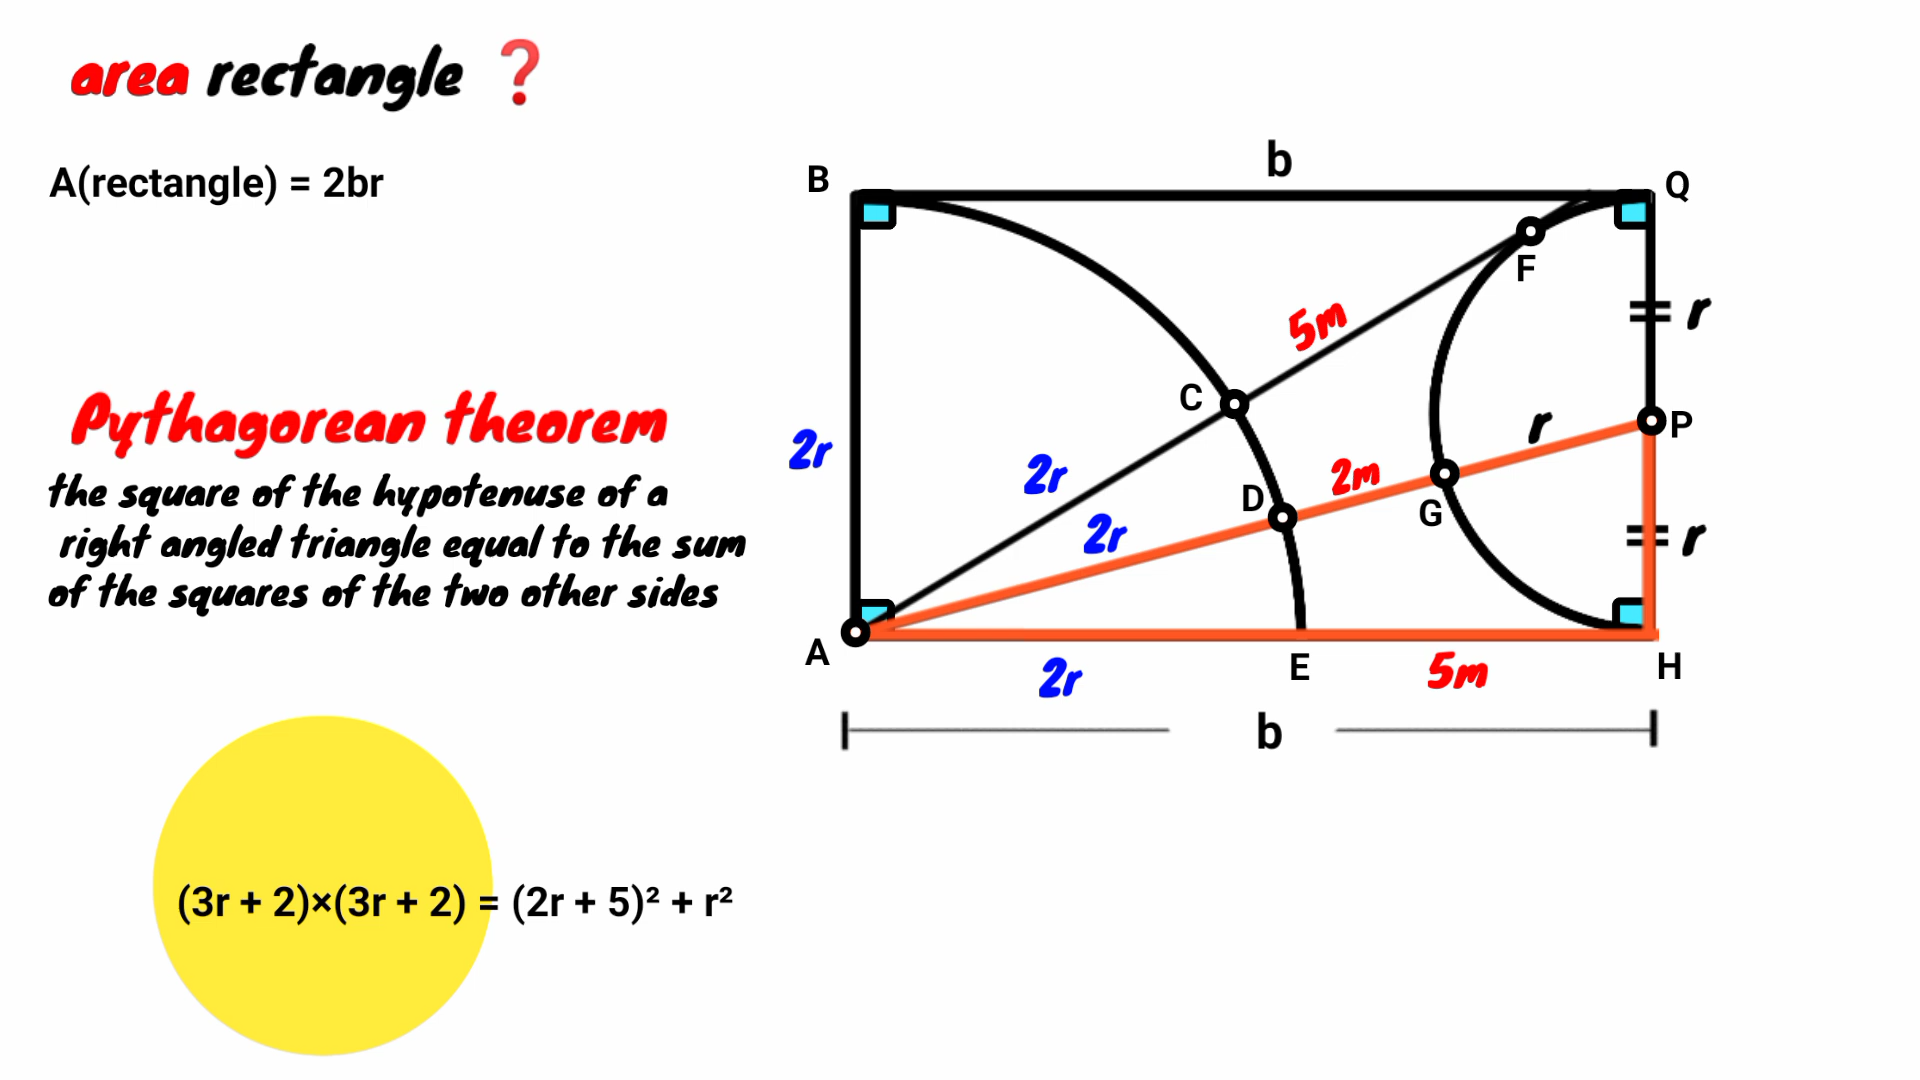 area rectangle ❓
A(rectangle) = 2br
Pythagorean theorem
the square of the hypotenuse of a
right angled triangle equal to the sum
of the squares of the two other sides
(3r + 2)×(3r + 2) = (2r + 5)² + r²
b
B
Q
F
= r
5m
C
r
P
2r
2r
2m
D
G
2r
= r
A
2r
E
5m
H
b